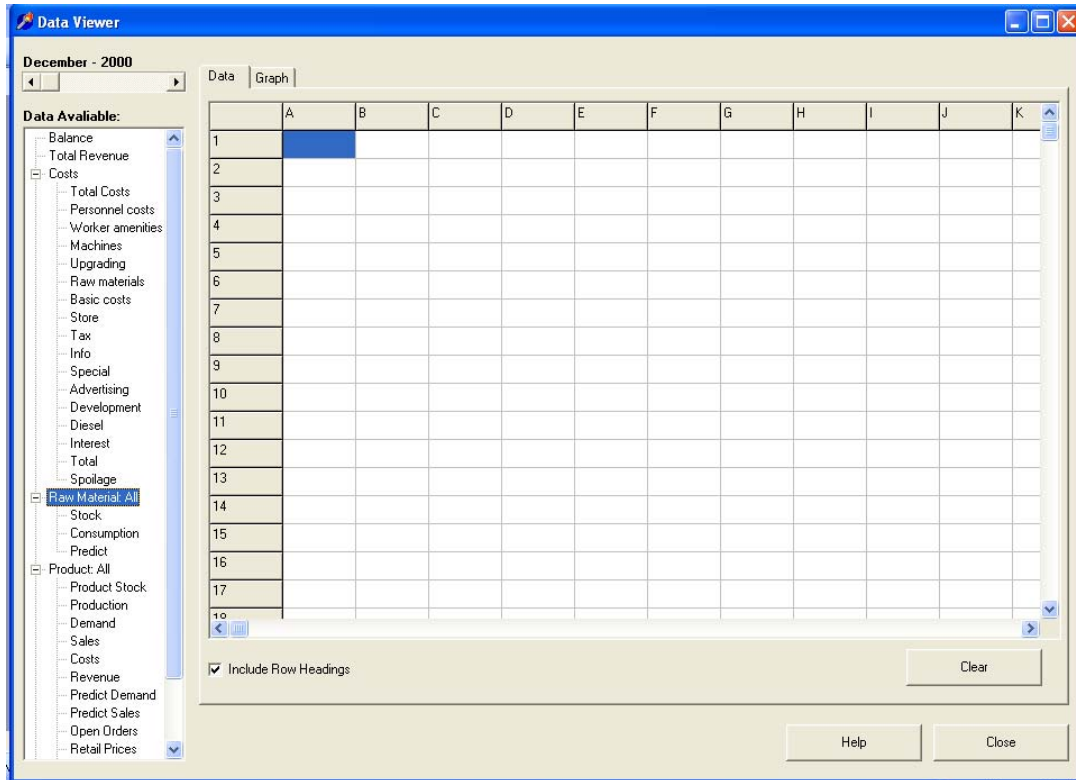 Data Viewer
December - 2000
Data Avaliable:
Balance
Total Revenue
Costs
Total Costs
Personnel costs
Worker amenities
Machines
Upgrading
Raw materials
Basic costs
Store
Tax
Info
Special
Advertising
Development
Diesel
Interest
Total
Spoilage
Raw Material: All
Stock
Consumption
Predict
Product: All
Product Stock
Production
Demand
Sales
Costs
Revenue
Predict Demand
Predict Sales
Open Orders
Retail Prices
Data Graph
A B C D E F G H I J K
1
2
3
4
5
6
7
8
9
10
11
12
13
14
15
16
17
18
Include Row Headings
Clear
Help Close